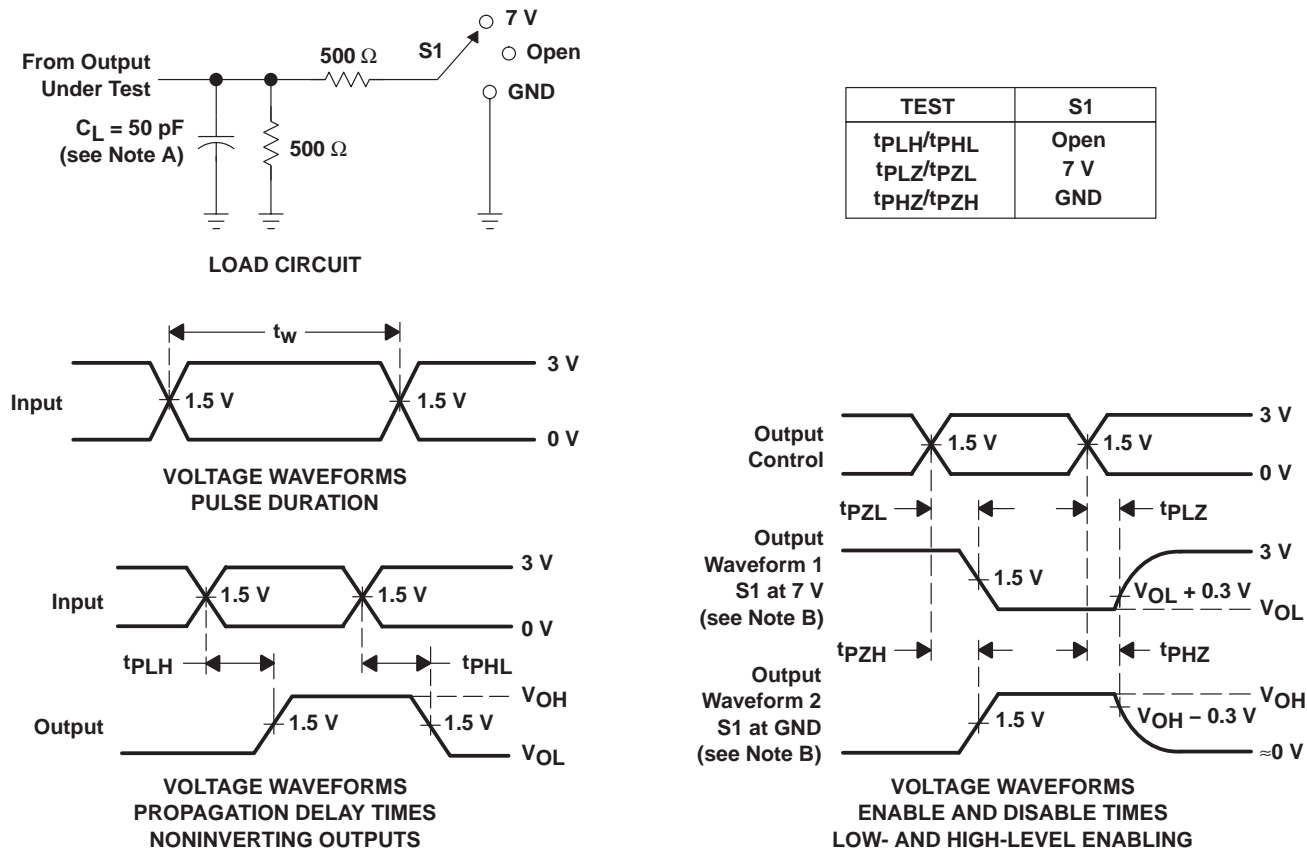 7 V
S1
Open
From Output
Under Test
500 Ω
GND
CL = 50 pF
(see Note A)
500 Ω
LOAD CIRCUIT
TEST S1
tPLH/tPHL Open
tPLZ/tPZL 7 V
tPHZ/tPZH GND
tw
3 V
Input
1.5 V 1.5 V
0 V
VOLTAGE WAVEFORMS
PULSE DURATION
3 V
Input
1.5 V 1.5 V
0 V
tPLH tPHL
VOH
Output
1.5 V 1.5 V
VOL
VOLTAGE WAVEFORMS
PROPAGATION DELAY TIMES
NONINVERTING OUTPUTS
3 V
Output
Control
1.5 V 1.5 V
0 V
tPZL tPLZ
Output
Waveform 1
S1 at 7 V
(see Note B)
3 V
1.5 V
VOL + 0.3 V
VOL
tPZH tPHZ
Output
Waveform 2
S1 at GND
(see Note B)
VOH
1.5 V
VOH − 0.3 V
≈0 V
VOLTAGE WAVEFORMS
ENABLE AND DISABLE TIMES
LOW- AND HIGH-LEVEL ENABLING